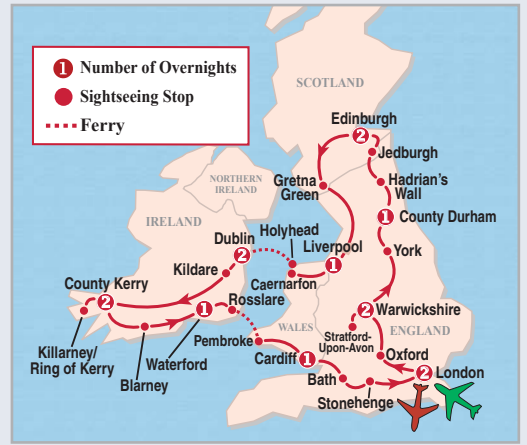 1 Number of Overnights
Sightseeing Stop
Ferry
SCOTLAND
Edinburgh
2
Jedburgh
Gretna
Green
Hadrian's
Wall
NORTHERN
IRELAND
1 County Durham
IRELAND
Dublin
2
Holyhead
Liverpool
1
York
Kildare
Caernarfon
County Kerry
2
1
Rosslare
2 Warwickshire
WALES
ENGLAND
Stratford-
Upon-Avon
Pembroke
Killarney/
Ring of Kerry
Waterford
Cardiff 1
Oxford
Blarney
Bath
2 London
Stonehenge